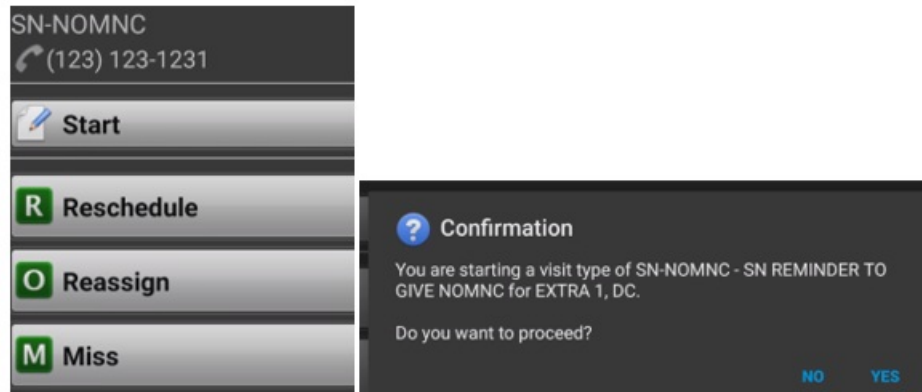 SN-NOMNC
(123) 123-1231
Start
R Reschedule
O Reassign
M Miss
? Confirmation
You are starting a visit type of SN-NOMNC - SN REMINDER TO
GIVE NOMNC for EXTRA 1, DC.
Do you want to proceed?
NO YES